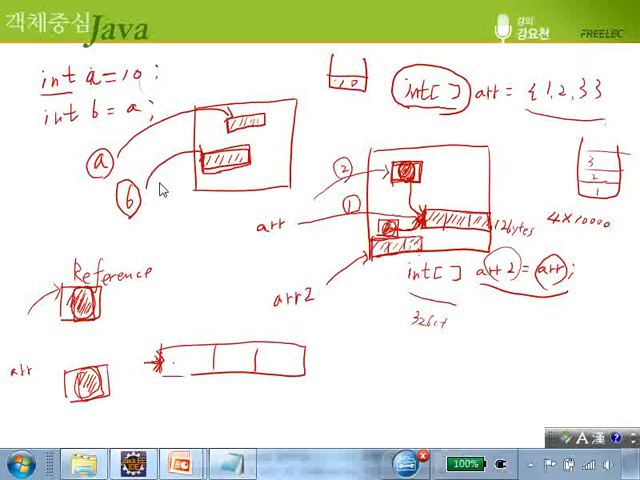 객체중심 Java
강의
강요천
FREELEC
int a = 10 ;
int b = a ;
10
int[ ] arr = {1, 2, 3}
a
b
②
①
arr
12bytes
3
2
1
4 x 10000
arr2
int[ ] arr2 = arr ;
32bit
Reference
arr
A 漢
100%